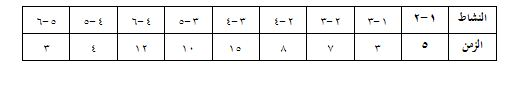 النشاط ١-٢ ١-٣ ٢-٣ ٢-٤ ٣-٤ ٣-٥ ٤-٦ ٤-٥ ٥-٦
الزمن ٥ ٣ ٧ ٨ ١٥ ١٠ ١٢ ٤ ٣